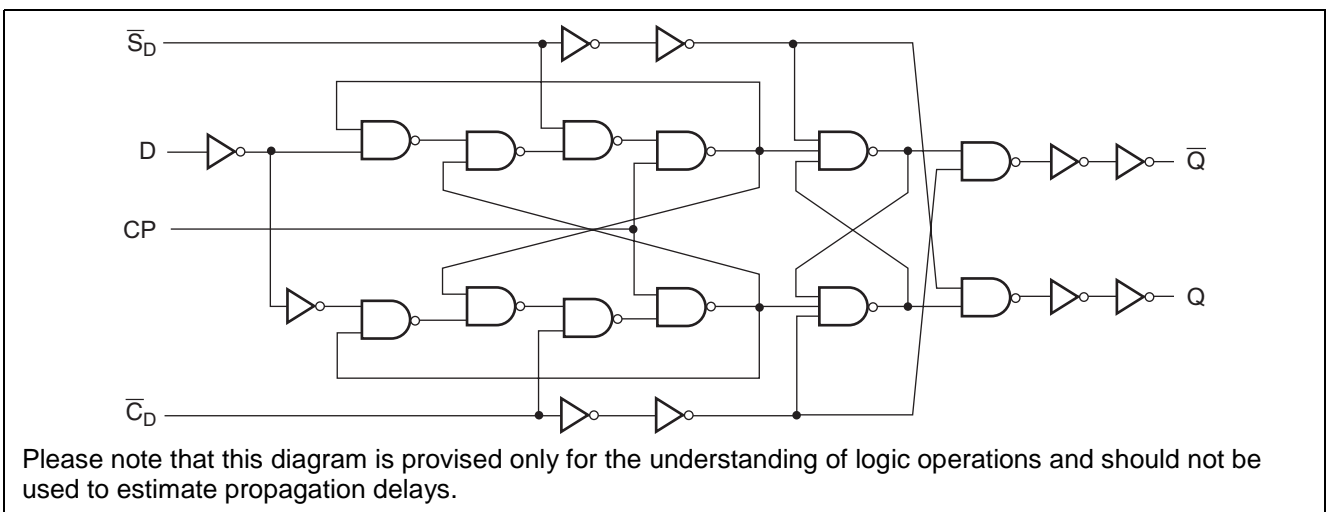 S̅D
D
Q̅
CP
Q
C̅D
Please note that this diagram is provised only for the understanding of logic operations and should not be
used to estimate propagation delays.